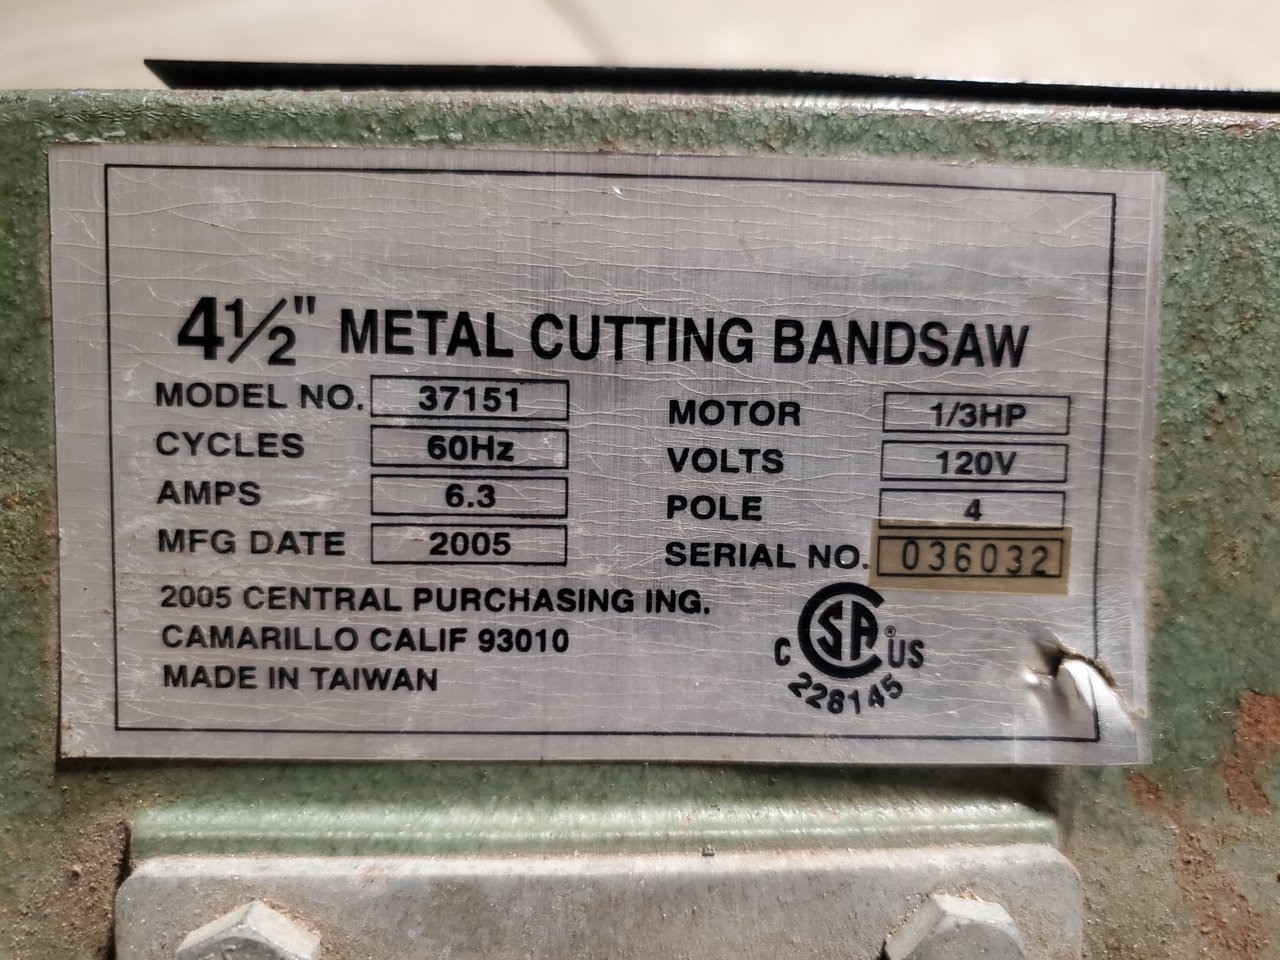 4½" METAL CUTTING BANDSAW
MODEL NO. 37151 MOTOR 1/3HP
CYCLES 60Hz VOLTS 120V
AMPS 6.3 POLE 4
MFG DATE 2005 SERIAL NO. 036032
2005 CENTRAL PURCHASING ING.
CAMARILLO CALIF 93010
MADE IN TAIWAN
C SA ® US
228145